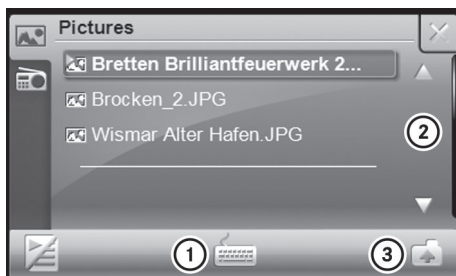 Pictures
Bretten Brilliantfeuerwerk 2...
Brocken_2.JPG
Wismar Alter Hafen.JPG
2
1
3